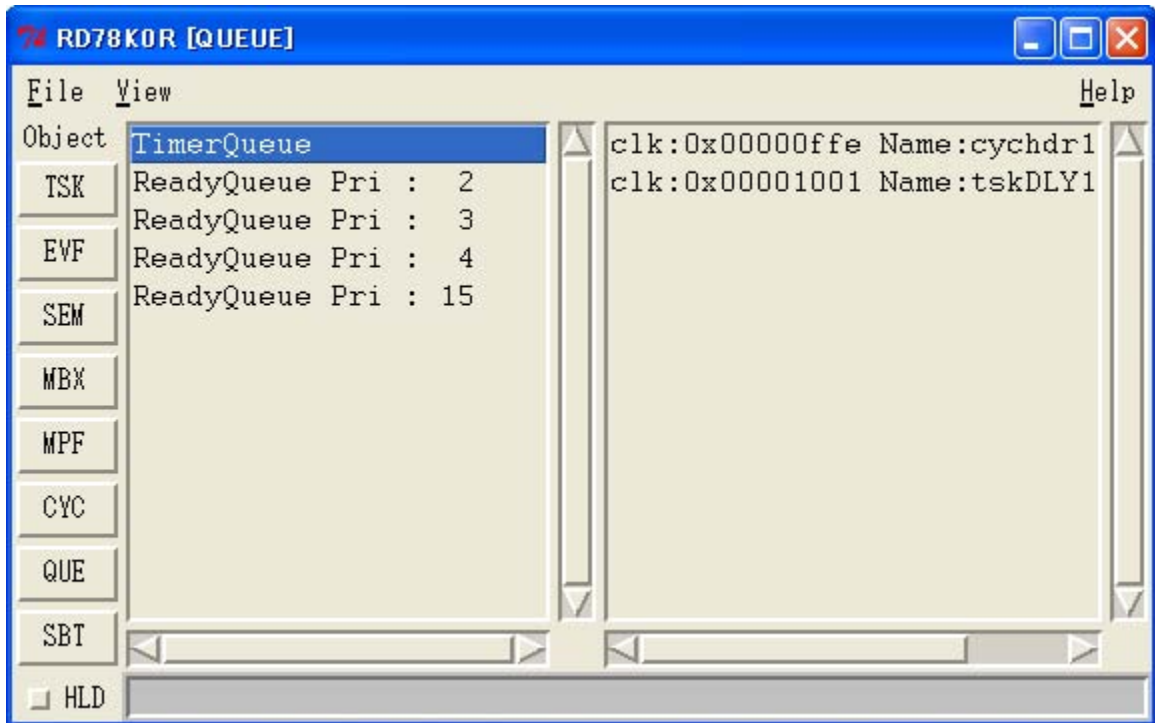 RD78K0R [QUEUE]
File View Help
Object
TSK
EVF
SEM
MBX
MPF
CYC
QUE
SBT
HLD
TimerQueue
ReadyQueue Pri :  2
ReadyQueue Pri :  3
ReadyQueue Pri :  4
ReadyQueue Pri : 15
clk:0x00000ffe Name:cychdr1
clk:0x00001001 Name:tskDLY1